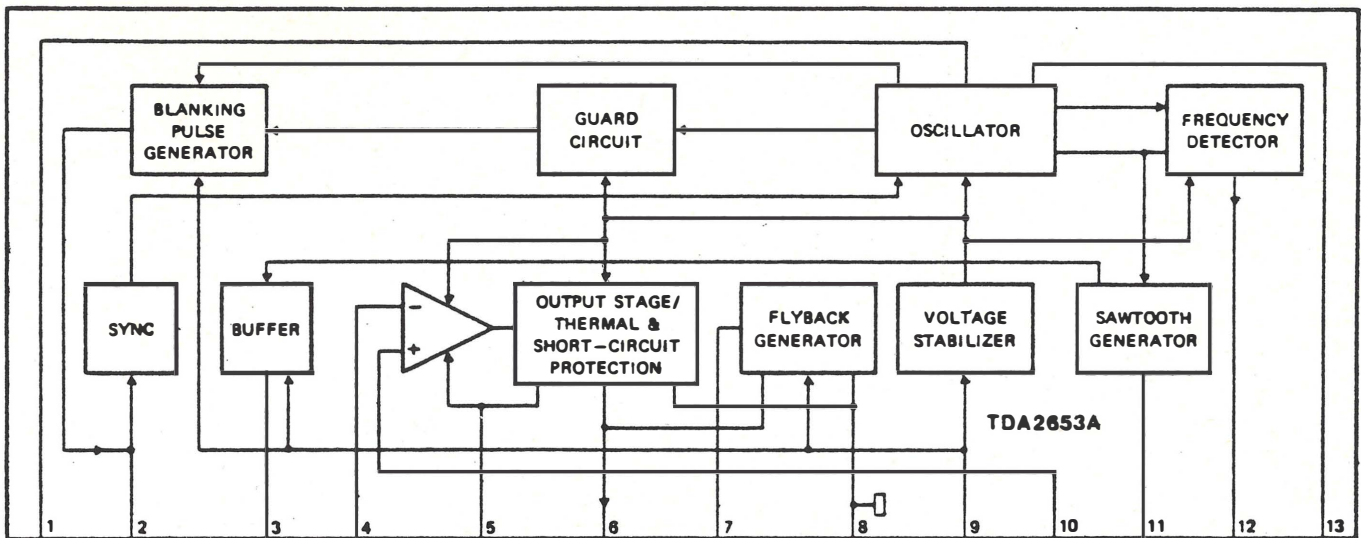 BLANKING
PULSE
GENERATOR
GUARD
CIRCUIT
OSCILLATOR
FREQUENCY
DETECTOR
SYNC
BUFFER
−
+
OUTPUT STAGE/
THERMAL &
SHORT–CIRCUIT
PROTECTION
FLYBACK
GENERATOR
VOLTAGE
STABILIZER
SAWTOOTH
GENERATOR
TDA2653A
1 2 3 4 5 6 7 8 9 10 11 12 13